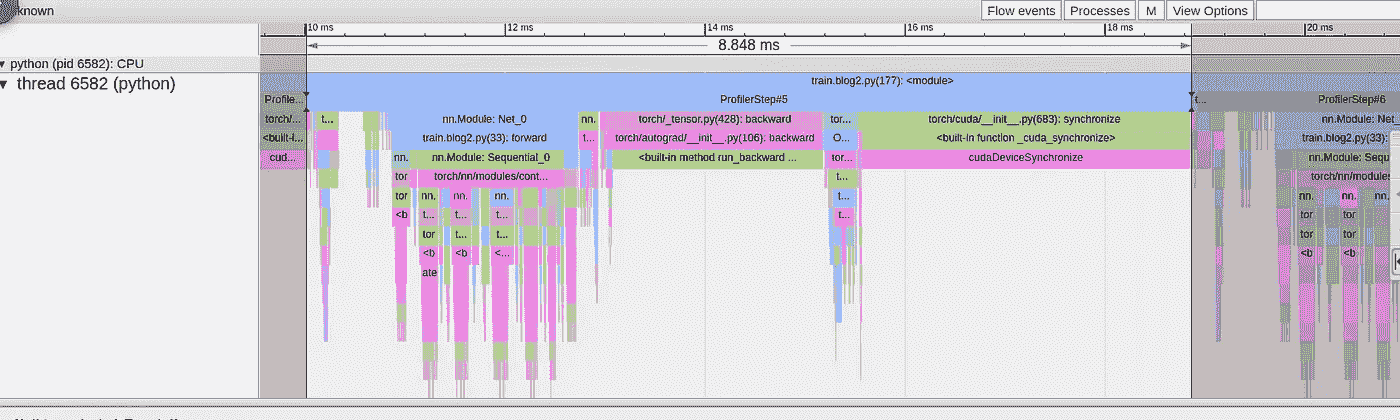 known
Flow events Processes M View Options
10 ms 12 ms 14 ms 16 ms 18 ms 20 ms
8.848 ms
python (pid 6582): CPU
thread 6582 (python)
train.blog2.py(177): <module>
Profile... ProfilerStep#5 t... ProfilerStep#6
torch/... t... nn.Module: Net_0 nn. torch/_tensor.py(428): backward tor... torch/cuda/__init__.py(683): synchronize nn.Module: Net_
<built-i... train.blog2.py(33): forward t... torch/autograd/__init__.py(106): backward O... <built-in function _cuda_synchronize> train.blog2.py(33):
cud... nn. nn.Module: Sequential_0 <built-in method run_backward ... tor... cudaDeviceSynchronize nn.Module: Sequ
tor torch/nn/modules/cont... t... torch/nn/modules
tor nn. nn. nn. t... nn. nn. nn.
<b t... t... t... t... tor tor
tor t... t... tor tor
<b <b <... <b <b
ate